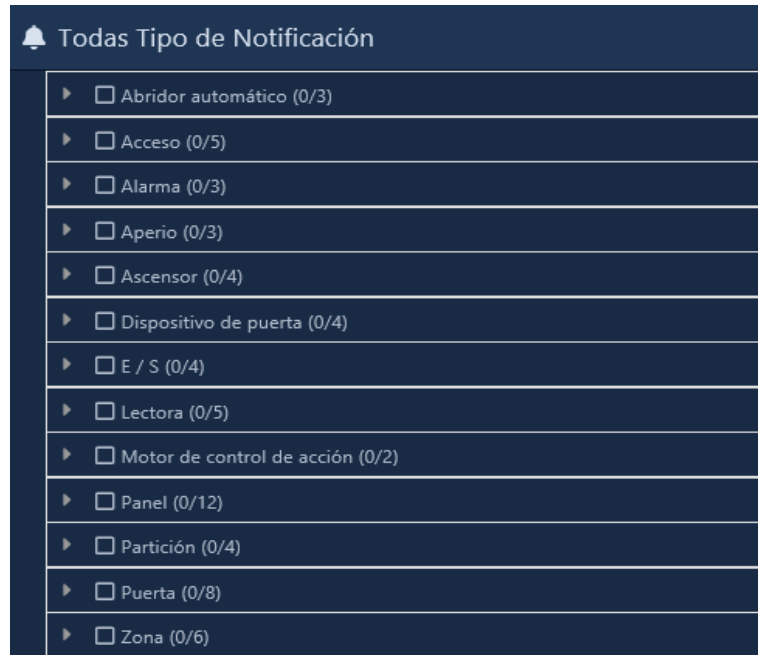 Todas Tipo de Notificación
Abridor automático (0/3)
Acceso (0/5)
Alarma (0/3)
Aperio (0/3)
Ascensor (0/4)
Dispositivo de puerta (0/4)
E / S (0/4)
Lectora (0/5)
Motor de control de acción (0/2)
Panel (0/12)
Partición (0/4)
Puerta (0/8)
Zona (0/6)